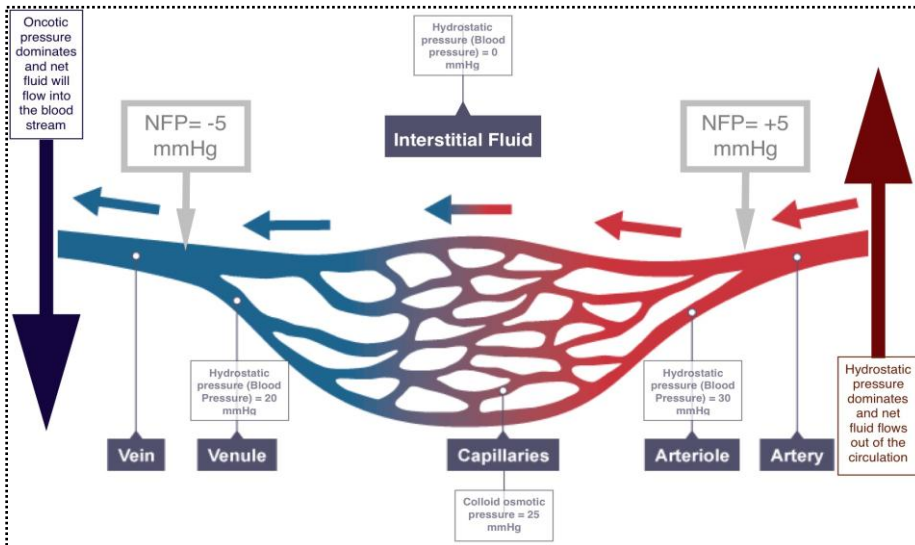 Oncotic
pressure
dominates
and net
fluid will
flow into
the blood
stream
Hydrostatic
pressure (Blood
pressure) = 0
mmHg
Interstitial Fluid
NFP= -5
mmHg
NFP= +5
mmHg
Hydrostatic
pressure (Blood
Pressure) = 20
mmHg
Hydrostatic
pressure (Blood
Pressure) = 30
mmHg
Hydrostatic
pressure
dominates
and net
fluid flows
out of the
circulation
Vein
Venule
Capillaries
Arteriole
Artery
Colloid osmotic
pressure = 25
mmHg